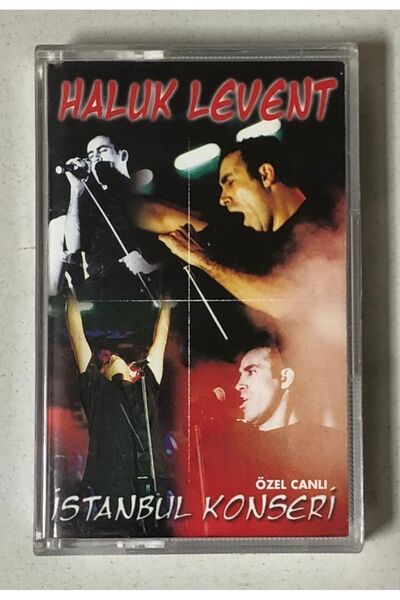 HALUK LEVENT
ÖZEL CANLI
İSTANBUL KONSERİ